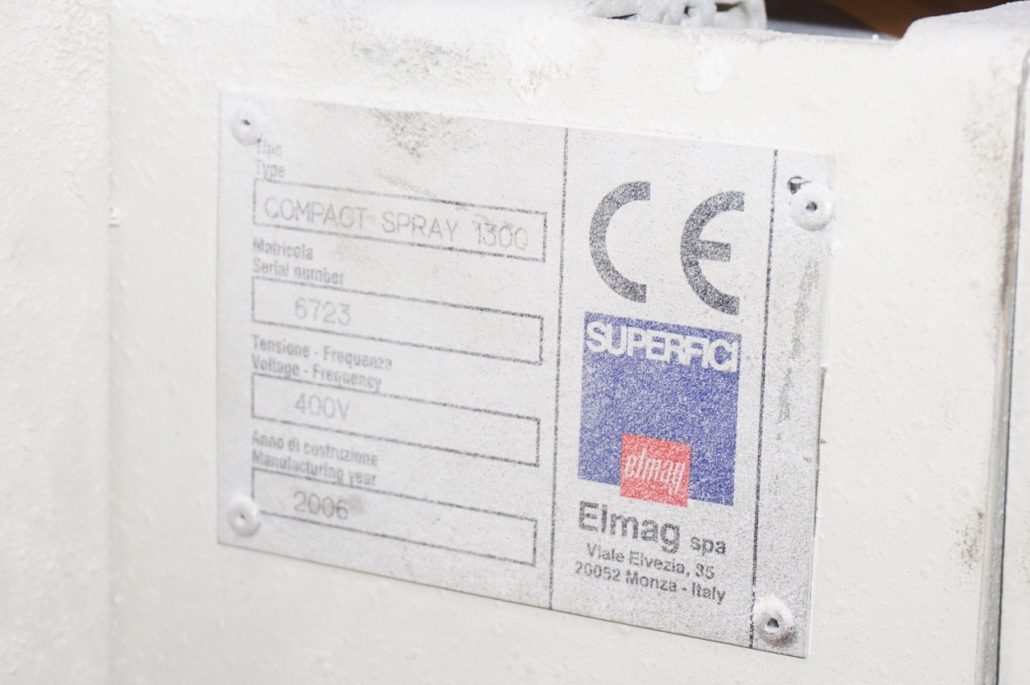 Tipo
Type
COMPACT SPRAY 1300
Matricola
Serial number
6723
Tensione - Frequenza
Voltage - Frequency
400V
Anno di costruzione
Manufacturing year
2006
CE
SUPERFICI
elmag
Elmag spa
Viale Elvezia, 35
20052 Monza - Italy